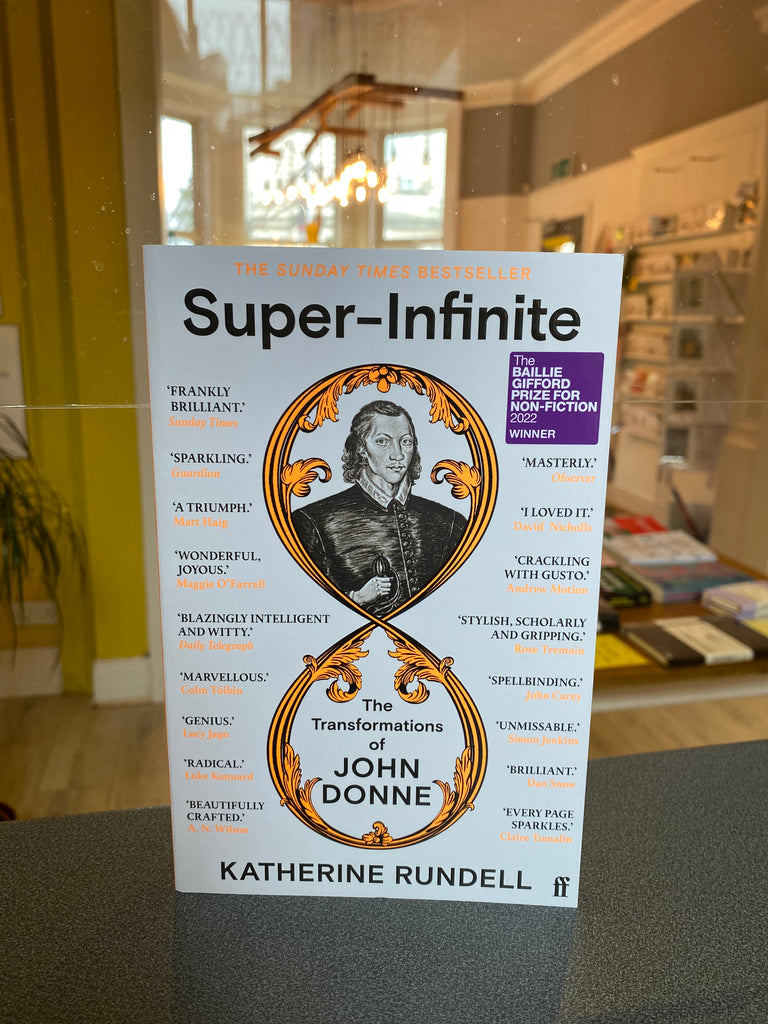 THE SUNDAY TIMES BESTSELLER
Super-Infinite
The
BAILLIE
GIFFORD
PRIZE FOR
NON-FICTION
2022
WINNER
‘FRANKLY
BRILLIANT.’
Sunday Times
‘SPARKLING.’
Guardian
‘A TRIUMPH.’
Matt Haig
‘WONDERFUL,
JOYOUS.’
Maggie O’Farrell
‘BLAZINGLY INTELLIGENT
AND WITTY.’
Daily Telegraph
‘MARVELLOUS.’
Colm Tóibín
‘GENIUS.’
Lucy Jago
‘RADICAL.’
Luke Kennard
‘BEAUTIFULLY
CRAFTED.’
A. N. Wilson
‘MASTERLY.’
Observer
‘I LOVED IT.’
David Nicholls
‘CRACKLING
WITH GUSTO.’
Andrew Motion
‘STYLISH, SCHOLARLY
AND GRIPPING.’
Rose Tremain
‘SPELLBINDING.’
John Carey
‘UNMISSABLE.’
Simon Jenkins
‘BRILLIANT.’
Dan Snow
‘EVERY PAGE
SPARKLES.’
Claire Tomalin
The
Transformations
of
JOHN
DONNE
KATHERINE RUNDELL
ff